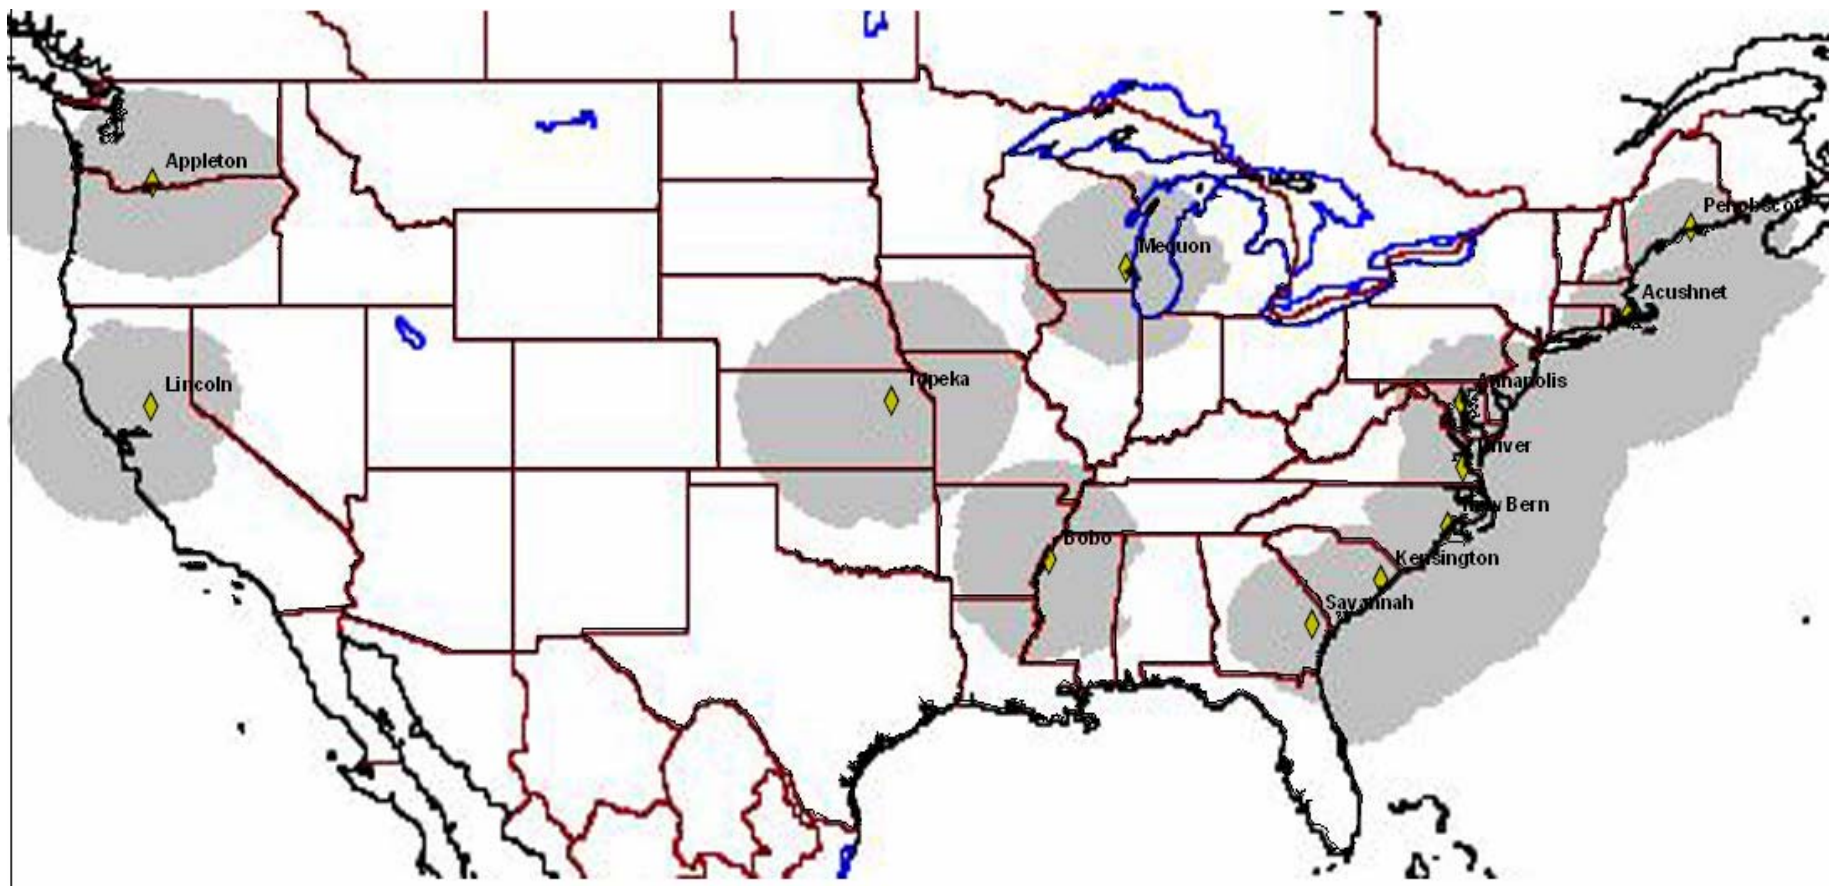 Appleton
Penobscot
Mequon
Acushnet
Lincoln
Topeka
Annapolis
Driver
New Bern
Bobo
Kensington
Savannah